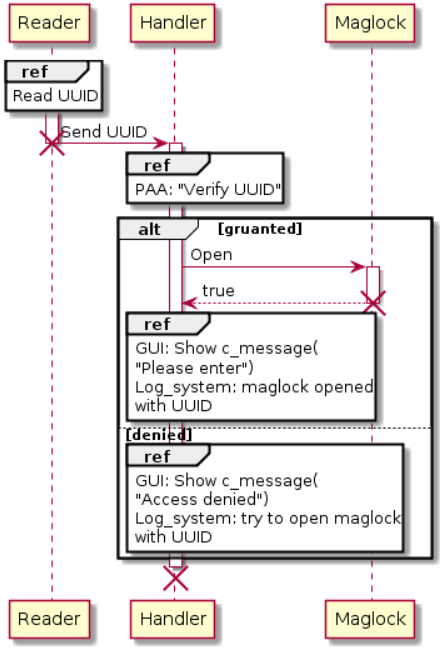 Reader Handler Maglock
ref
Read UUID
Send UUID
ref
PAA: "Verify UUID"
alt [gruanted]
Open
true
ref
GUI: Show c_message(
"Please enter")
Log_system: maglock opened
with UUID
[denied]
ref
GUI: Show c_message(
"Access denied")
Log_system: try to open maglock
with UUID
Reader Handler Maglock